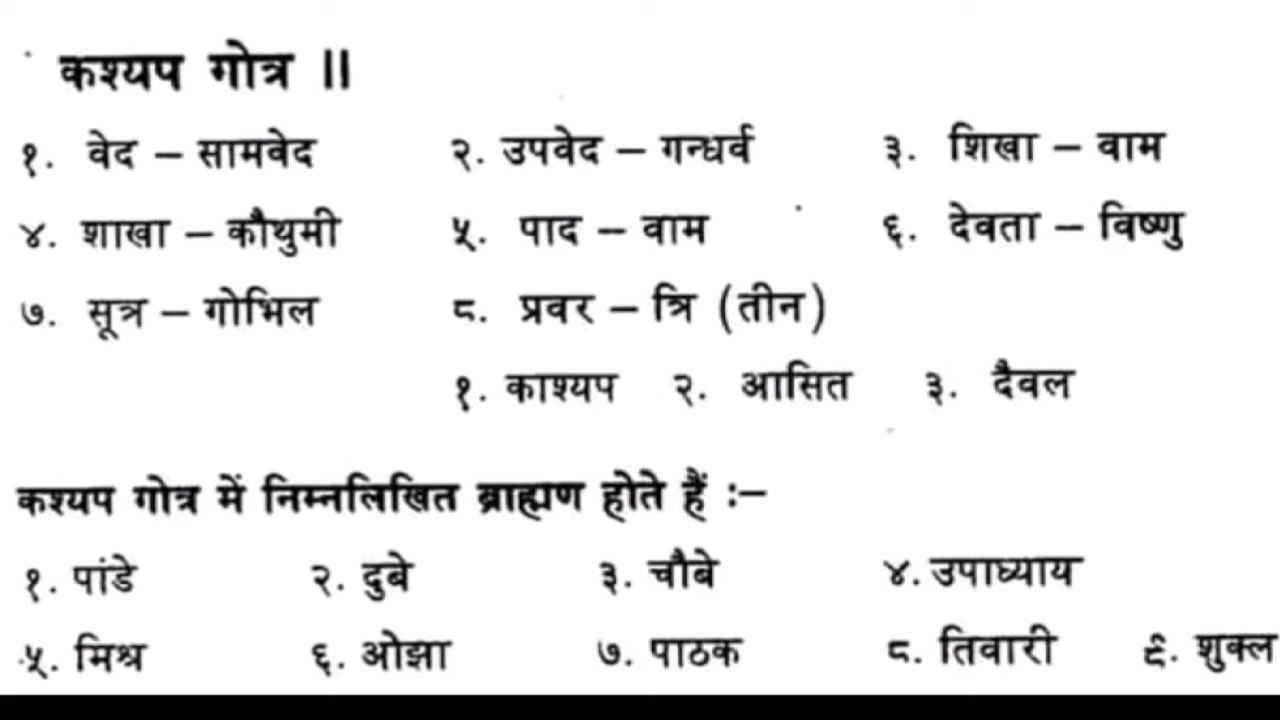 कश्यप गोत्र ॥
१. वेद – सामवेद २. उपवेद – गन्धर्व ३. शिखा – वाम
४. शाखा – कौथुमी ५. पाद – वाम ६. देवता – विष्णु
७. सूत्र – गोभिल ८. प्रवर – त्रि (तीन)
१. काश्यप २. आसित ३. दैवल
कश्यप गोत्र में निम्नलिखित ब्राह्मण होते हैं :–
१. पांडे २. दुबे ३. चौबे ४. उपाध्याय
५. मिश्र ६. ओझा ७. पाठक ८. तिवारी ९. शुक्ल